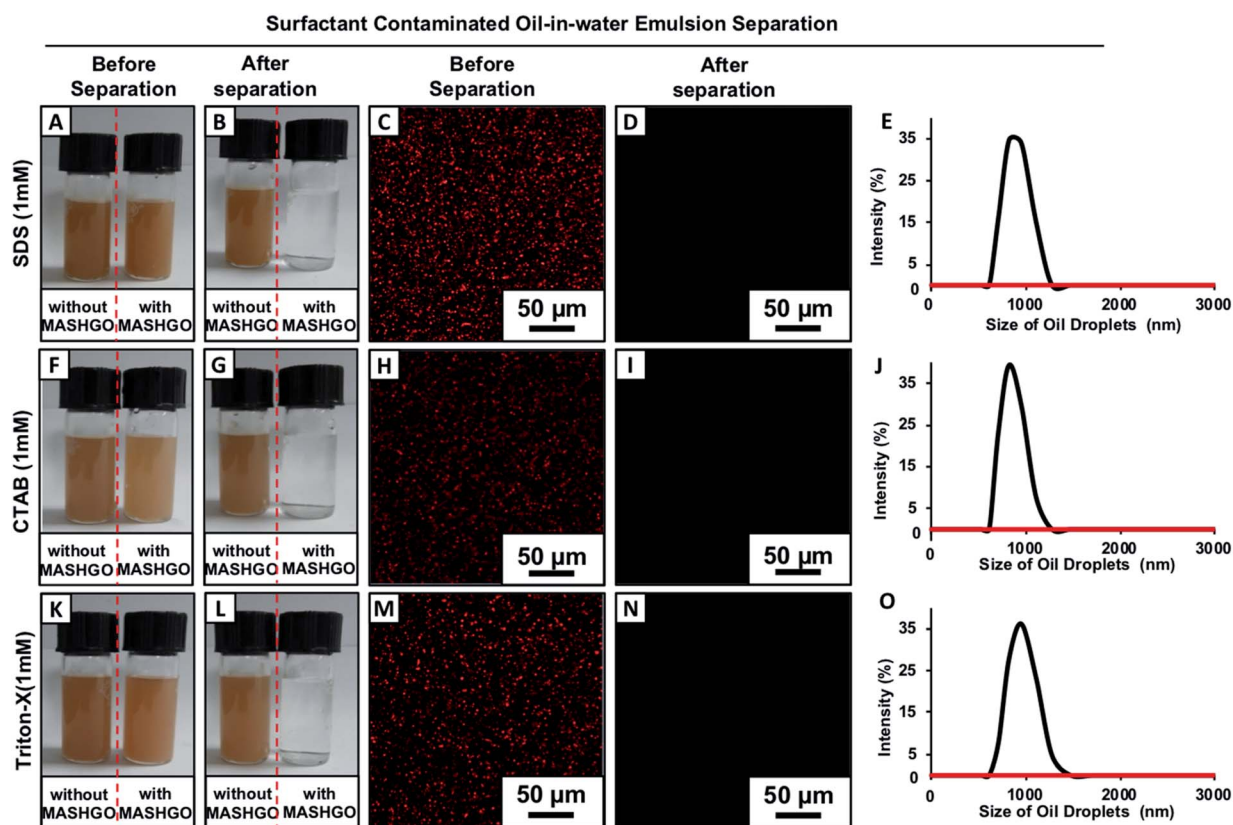 Surfactant Contaminated Oil-in-water Emulsion Separation
Before Separation
After separation
Before Separation
After separation
SDS (1mM)
A
without MASHGO
with MASHGO
B
without MASHGO
with MASHGO
C
50 µm
D
50 µm
E
Intensity (%)
35
25
15
5
0
0 1000 2000 3000
Size of Oil Droplets (nm)
CTAB (1mM)
F
without MASHGO
with MASHGO
G
without MASHGO
with MASHGO
H
50 µm
I
50 µm
J
Intensity (%)
35
25
15
5
0
0 1000 2000 3000
Size of Oil Droplets (nm)
Triton-X(1mM)
K
without MASHGO
with MASHGO
L
without MASHGO
with MASHGO
M
50 µm
N
50 µm
O
Intensity (%)
35
25
15
5
0
0 1000 2000 3000
Size of Oil Droplets (nm)